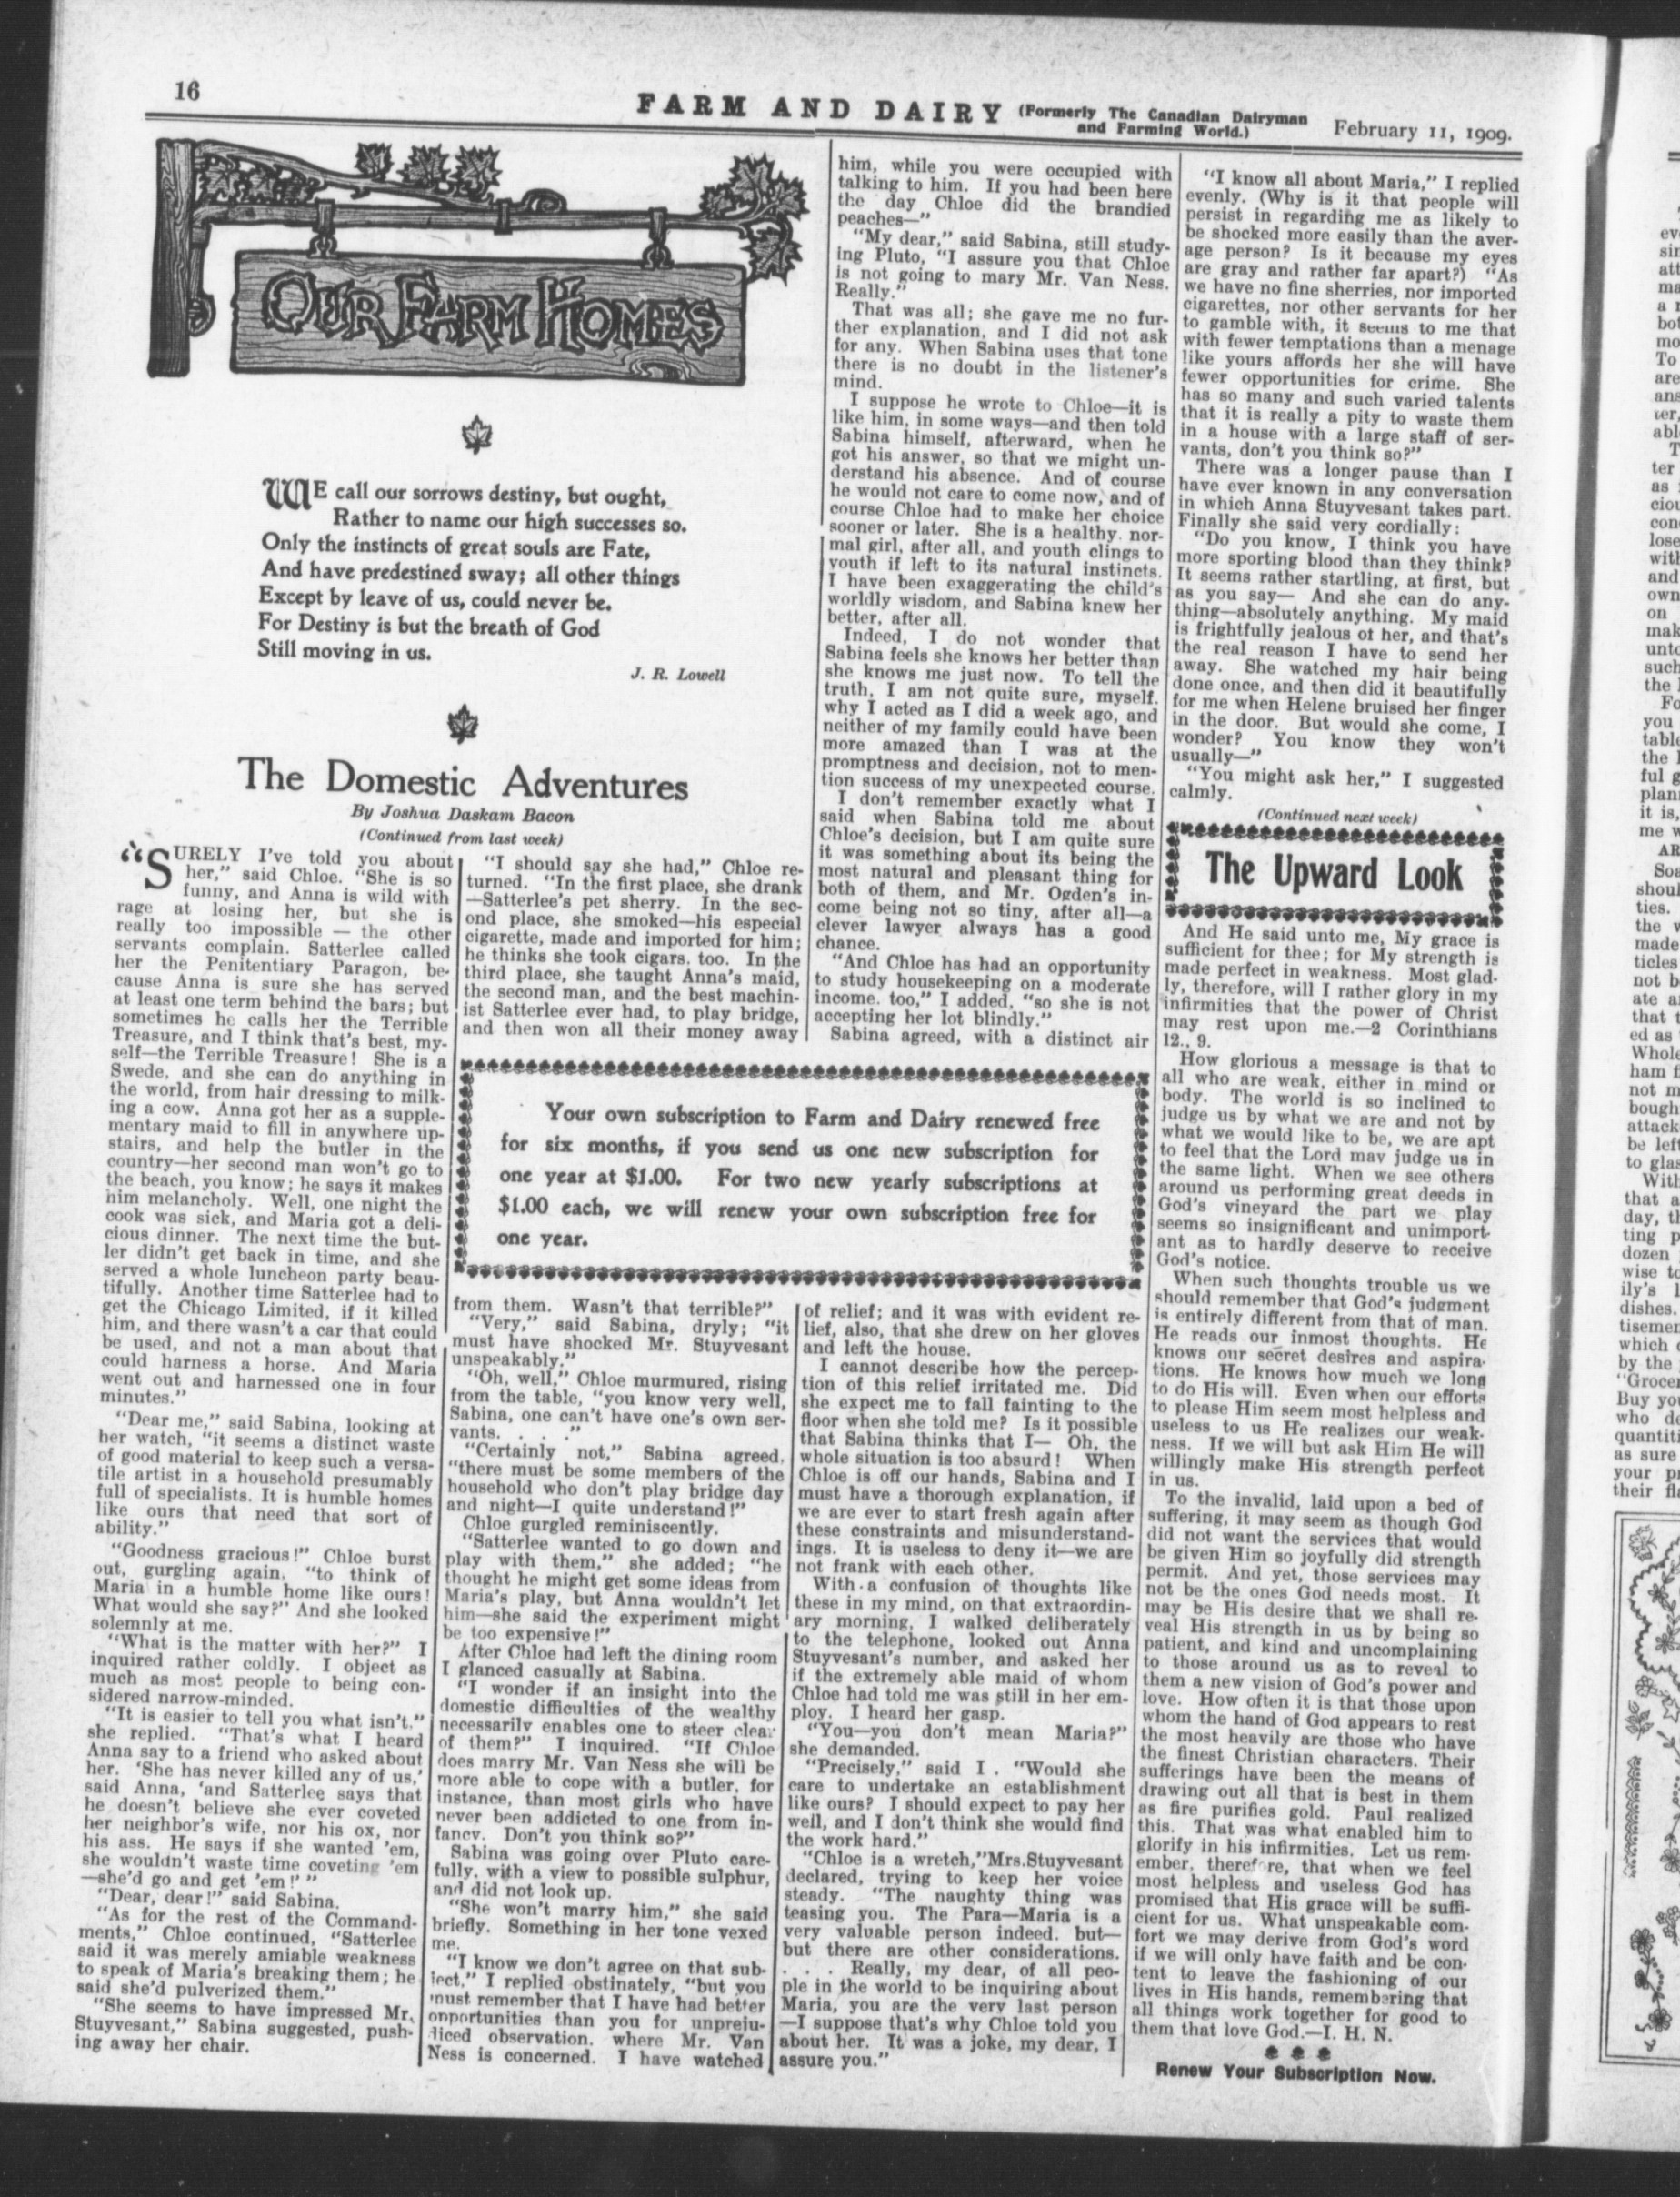 16
FARM AND DAIRY (Formerly The Canadian Dairyman
and Farming World.)
February 11, 1909.
OUR FARM HOMES
WE call our sorrows destiny, but ought,
Rather to name our high successes so.
Only the instincts of great souls are Fate,
And have predestined sway; all other things
Except by leave of us, could never be.
For Destiny is but the breath of God
Still moving in us.
J. R. Lowell
The Domestic Adventures
By Joshua Daskam Bacon
(Continued from last week)
"SURELY I've told you about
her," said Chloe. "She is so
funny, and Anna is wild with
rage at losing her, but she is
really too impossible — the other
servants complain. Satterlee called
her the Penitentiary Paragon, be-
cause Anna is sure she has served
at least one term behind the bars; but
sometimes he calls her the Terrible
Treasure, and I think that's best, my-
self—the Terrible Treasure! She is a
Swede, and she can do anything in
the world, from hair dressing to milk-
ing a cow. Anna got her as a supple-
mentary maid to fill in anywhere up-
stairs, and help the butler in the
country—her second man won't go to
the beach, you know; he says it makes
him melancholy. Well, one night the
cook was sick, and Maria got a deli-
cious dinner. The next time the but-
ler didn't get back in time, and she
served a whole luncheon party beau-
tifully. Another time Satterlee had to
get the Chicago Limited, if it killed
him, and there wasn't a car that could
be used, and not a man about that
could harness a horse. And Maria
went out and harnessed one in four
minutes."
"Dear me," said Sabina, looking at
her watch, "it seems a distinct waste
of good material to keep such a versa-
tile artist in a household presumably
full of specialists. It is humble homes
like ours that need that sort of
ability."
"Goodness gracious!" Chloe burst
out, gurgling again, "to think of
Maria in a humble home like ours!
What would she say?" And she looked
solemnly at me.
"What is the matter with her?" I
inquired rather coldly. I object as
much as most people to being con-
sidered narrow-minded.
"It is easier to tell you what isn't."
she replied. "That's what I heard
Anna say to a friend who asked about
her. 'She has never killed any of us,'
said Anna, 'and Satterlee says that
he doesn't believe she ever coveted
her neighbor's wife, nor his ox, nor
his ass. He says if she wanted 'em,
she wouldn't waste time coveting 'em
—she'd go and get 'em!' "
"Dear, dear!" said Sabina.
"As for the rest of the Command-
ments," Chloe continued, "Satterlee
said it was merely amiable weakness
to speak of Maria's breaking them; he
said she'd pulverized them."
"She seems to have impressed Mr.
Stuyvesant," Sabina suggested, push-
ing away her chair.
"I should say she had," Chloe re-
turned. "In the first place, she drank
—Satterlee's pet sherry. In the sec-
ond place, she smoked—his especial
cigarette, made and imported for him;
he thinks she took cigars, too. In the
third place, she taught Anna's maid,
the second man, and the best machin-
ist Satterlee ever had, to play bridge,
and then won all their money away
from them. Wasn't that terrible?"
"Very," said Sabina, dryly; "it
must have shocked Mr. Stuyvesant
unspeakably."
"Oh, well," Chloe murmured, rising
from the table, "you know very well,
Sabina, one can't have one's own ser-
vants. . . ."
"Certainly not," Sabina agreed,
"there must be some members of the
household who don't play bridge day
and night—I quite understand!"
Chloe gurgled reminiscently.
"Satterlee wanted to go down and
play with them," she added; "he
thought he might get some ideas from
Maria's play, but Anna wouldn't let
him—she said the experiment might
be too expensive!"
After Chloe had left the dining room
I glanced casually at Sabina.
"I wonder if an insight into the
domestic difficulties of the wealthy
necessarily enables one to steer clear
of them?" I inquired. "If Chloe
does marry Mr. Van Ness she will be
more able to cope with a butler, for
instance, than most girls who have
never been addicted to one from in-
fancy. Don't you think so?"
Sabina was going over Pluto care-
fully, with a view to possible sulphur,
and did not look up.
"She won't marry him," she said
briefly. Something in her tone vexed
me.
"I know we don't agree on that sub-
ject," I replied obstinately, "but you
must remember that I have had better
opportunities than you for unpreju-
diced observation, where Mr. Van
Ness is concerned. I have watched
him, while you were occupied with
talking to him. If you had been here
the day Chloe did the brandied
peaches—"
"My dear," said Sabina, still study-
ing Pluto, "I assure you that Chloe
is not going to mary Mr. Van Ness.
Really."
That was all; she gave me no fur-
ther explanation, and I did not ask
for any. When Sabina uses that tone
there is no doubt in the listener's
mind.
I suppose he wrote to Chloe—it is
like him, in some ways—and then told
Sabina himself, afterward, when he
got his answer, so that we might un-
derstand his absence. And of course
he would not care to come now, and of
course Chloe had to make her choice
sooner or later. She is a healthy, nor-
mal girl, after all, and youth clings to
youth if left to its natural instincts.
I have been exaggerating the child's
worldly wisdom, and Sabina knew her
better, after all.
Indeed, I do not wonder that
Sabina feels she knows her better than
she knows me just now. To tell the
truth, I am not quite sure, myself,
why I acted as I did a week ago, and
neither of my family could have been
more amazed than I was at the
promptness and decision, not to men-
tion success of my unexpected course.
I don't remember exactly what I
said when Sabina told me about
Chloe's decision, but I am quite sure
it was something about its being the
most natural and pleasant thing for
both of them, and Mr. Ogden's in-
come being not so tiny, after all—a
clever lawyer always has a good
chance.
"And Chloe has had an opportunity
to study housekeeping on a moderate
income, too," I added, "so she is not
accepting her lot blindly."
Sabina agreed, with a distinct air
of relief; and it was with evident re-
lief, also, that she drew on her gloves
and left the house.
I cannot describe how the percep-
tion of this relief irritated me. Did
she expect me to fall fainting to the
floor when she told me? Is it possible
that Sabina thinks that I— Oh, the
whole situation is too absurd! When
Chloe is off our hands, Sabina and I
must have a thorough explanation, if
we are ever to start fresh again after
these constraints and misunderstand-
ings. It is useless to deny it—we are
not frank with each other.
With a confusion of thoughts like
these in my mind, on that extraordin-
ary morning, I walked deliberately
to the telephone, looked out Anna
Stuyvesant's number, and asked her
if the extremely able maid of whom
Chloe had told me was still in her em-
ploy. I heard her gasp.
"You—you don't mean Maria?"
she demanded.
"Precisely," said I . "Would she
care to undertake an establishment
like ours? I should expect to pay her
well, and I don't think she would find
the work hard."
"Chloe is a wretch,"Mrs.Stuyvesant
declared, trying to keep her voice
steady. "The naughty thing was
teasing you. The Para—Maria is a
very valuable person indeed, but—
but there are other considerations.
. . . Really, my dear, of all peo-
ple in the world to be inquiring about
Maria, you are the very last person
—I suppose that's why Chloe told you
about her. It was a joke, my dear, I
assure you."
Your own subscription to Farm and Dairy renewed free
for six months, if you send us one new subscription for
one year at $1.00. For two new yearly subscriptions at
$1.00 each, we will renew your own subscription free for
one year.
"I know all about Maria," I replied
evenly. (Why is it that people will
persist in regarding me as likely to
be shocked more easily than the aver-
age person? Is it because my eyes
are gray and rather far apart?) "As
we have no fine sherries, nor imported
cigarettes, nor other servants for her
to gamble with, it seems to me that
with fewer temptations than a menage
like yours affords her she will have
fewer opportunities for crime. She
has so many and such varied talents
that it is really a pity to waste them
in a house with a large staff of ser-
vants, don't you think so?"
There was a longer pause than I
have ever known in any conversation
in which Anna Stuyvesant takes part.
Finally she said very cordially:
"Do you know, I think you have
more sporting blood than they think?
It seems rather startling, at first, but
as you say— And she can do any-
thing—absolutely anything. My maid
is frightfully jealous of her, and that's
the real reason I have to send her
away. She watched my hair being
done once, and then did it beautifully
for me when Helene bruised her finger
in the door. But would she come, I
wonder? You know they won't
usually—"
"You might ask her," I suggested
calmly.
(Continued next week)
The Upward Look
And He said unto me, My grace is
sufficient for thee; for My strength is
made perfect in weakness. Most glad-
ly, therefore, will I rather glory in my
infirmities that the power of Christ
may rest upon me.—2 Corinthians
12., 9.
How glorious a message is that to
all who are weak, either in mind or
body. The world is so inclined to
judge us by what we are and not by
what we would like to be, we are apt
to feel that the Lord may judge us in
the same light. When we see others
around us performing great deeds in
God's vineyard the part we play
seems so insignificant and unimport-
ant as to hardly deserve to receive
God's notice.
When such thoughts trouble us we
should remember that God's judgment
is entirely different from that of man.
He reads our inmost thoughts. He
knows our secret desires and aspira-
tions. He knows how much we long
to do His will. Even when our efforts
to please Him seem most helpless and
useless to us He realizes our weak-
ness. If we will but ask Him He will
willingly make His strength perfect
in us.
To the invalid, laid upon a bed of
suffering, it may seem as though God
did not want the services that would
be given Him so joyfully did strength
permit. And yet, those services may
not be the ones God needs most. It
may be His desire that we shall re-
veal His strength in us by being so
patient, and kind and uncomplaining
to those around us as to reveal to
them a new vision of God's power and
love. How often it is that those upon
whom the hand of God appears to rest
the most heavily are those who have
the finest Christian characters. Their
sufferings have been the means of
drawing out all that is best in them
as fire purifies gold. Paul realized
this. That was what enabled him to
glorify in his infirmities. Let us rem-
ember, therefore, that when we feel
most helpless and useless God has
promised that His grace will be suffi-
cient for us. What unspeakable com-
fort we may derive from God's word
if we will only have faith and be con-
tent to leave the fashioning of our
lives in His hands, remembering that
all things work together for good to
them that love God.—I. H. N.
Renew Your Subscription Now.